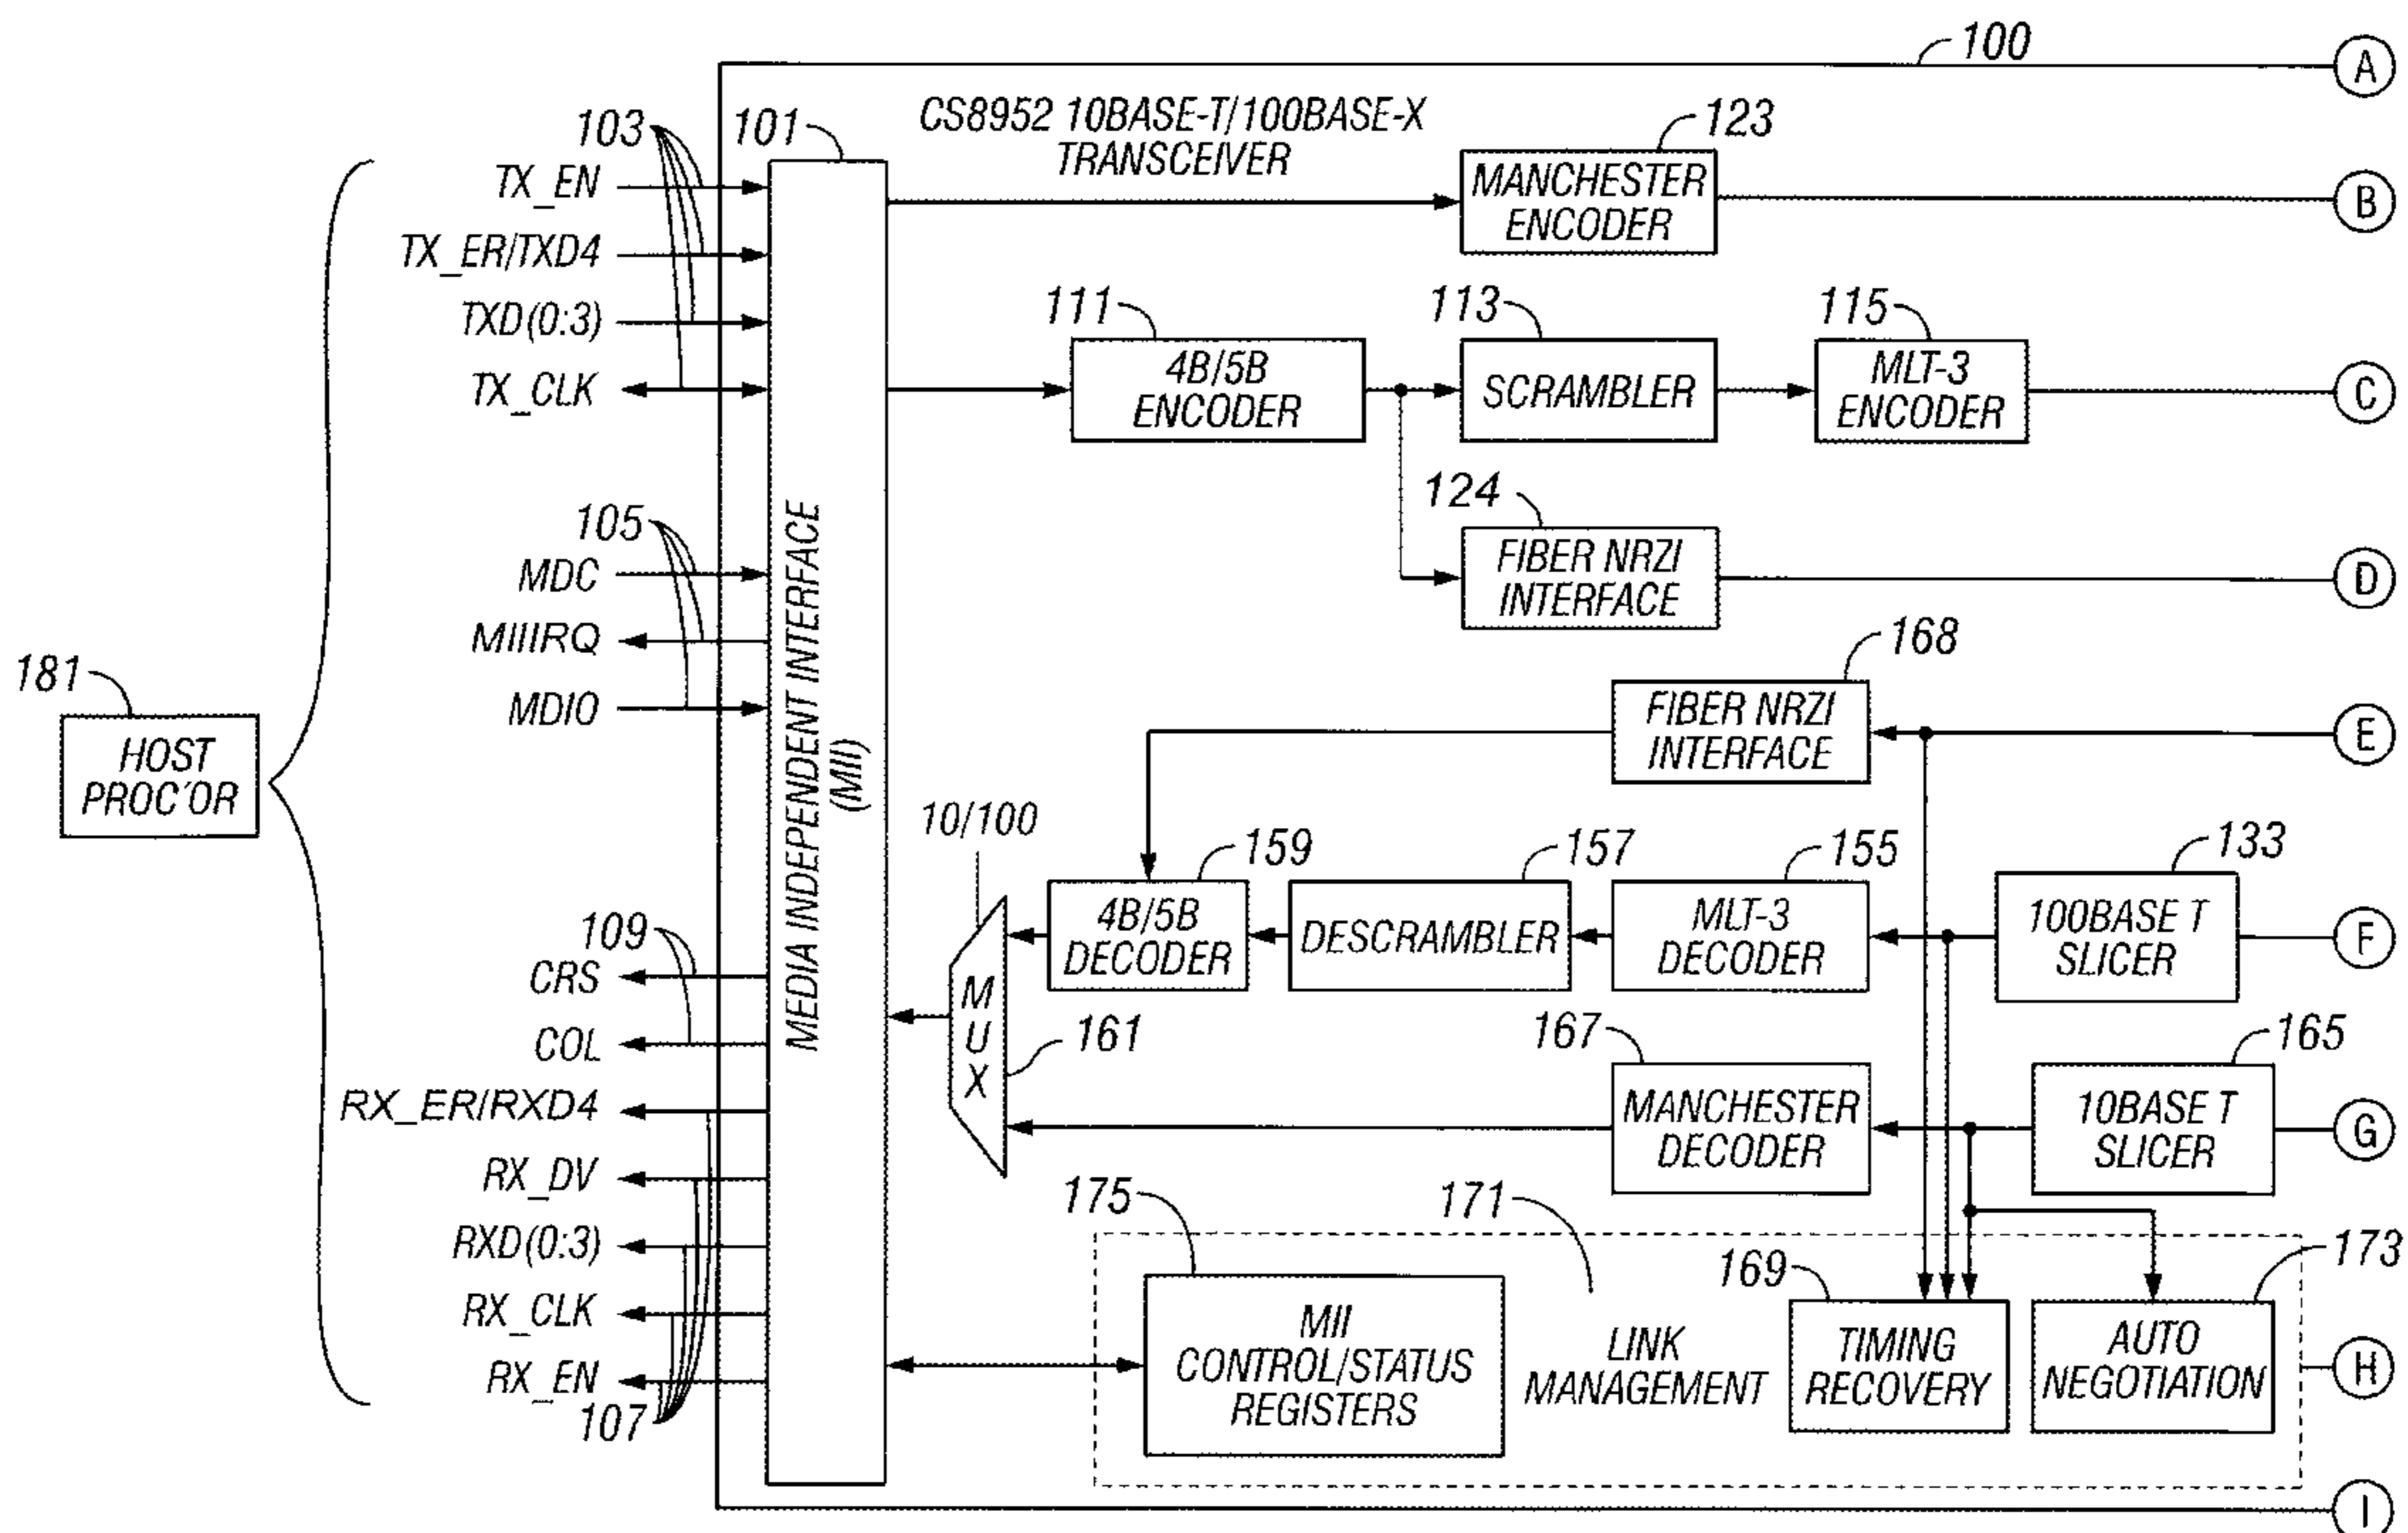 100
A
CS8952 10BASE-T/100BASE-X
TRANSCEIVER
103
101
123
TX_EN
MANCHESTER
ENCODER
B
TX_ER/TXD4
TXD(0:3)
111
113
115
TX_CLK
4B/5B
ENCODER
SCRAMBLER
MLT-3
ENCODER
C
124
105
MDC
FIBER NRZI
INTERFACE
D
MIIIRQ
MDIO
MEDIA INDEPENDENT INTERFACE
(MII)
181
HOST
PROC'OR
168
FIBER NRZI
INTERFACE
E
10/100
159
157
155
133
4B/5B
DECODER
DESCRAMBLER
MLT-3
DECODER
100BASE T
SLICER
F
109
CRS
COL
MUX
161
167
165
MANCHESTER
DECODER
10BASE T
SLICER
G
RX_ER/RXD4
RX_DV
RXD(0:3)
RX_CLK
RX_EN
107
175
171
169
173
MII
CONTROL/STATUS
REGISTERS
LINK
MANAGEMENT
TIMING
RECOVERY
AUTO
NEGOTIATION
H
I